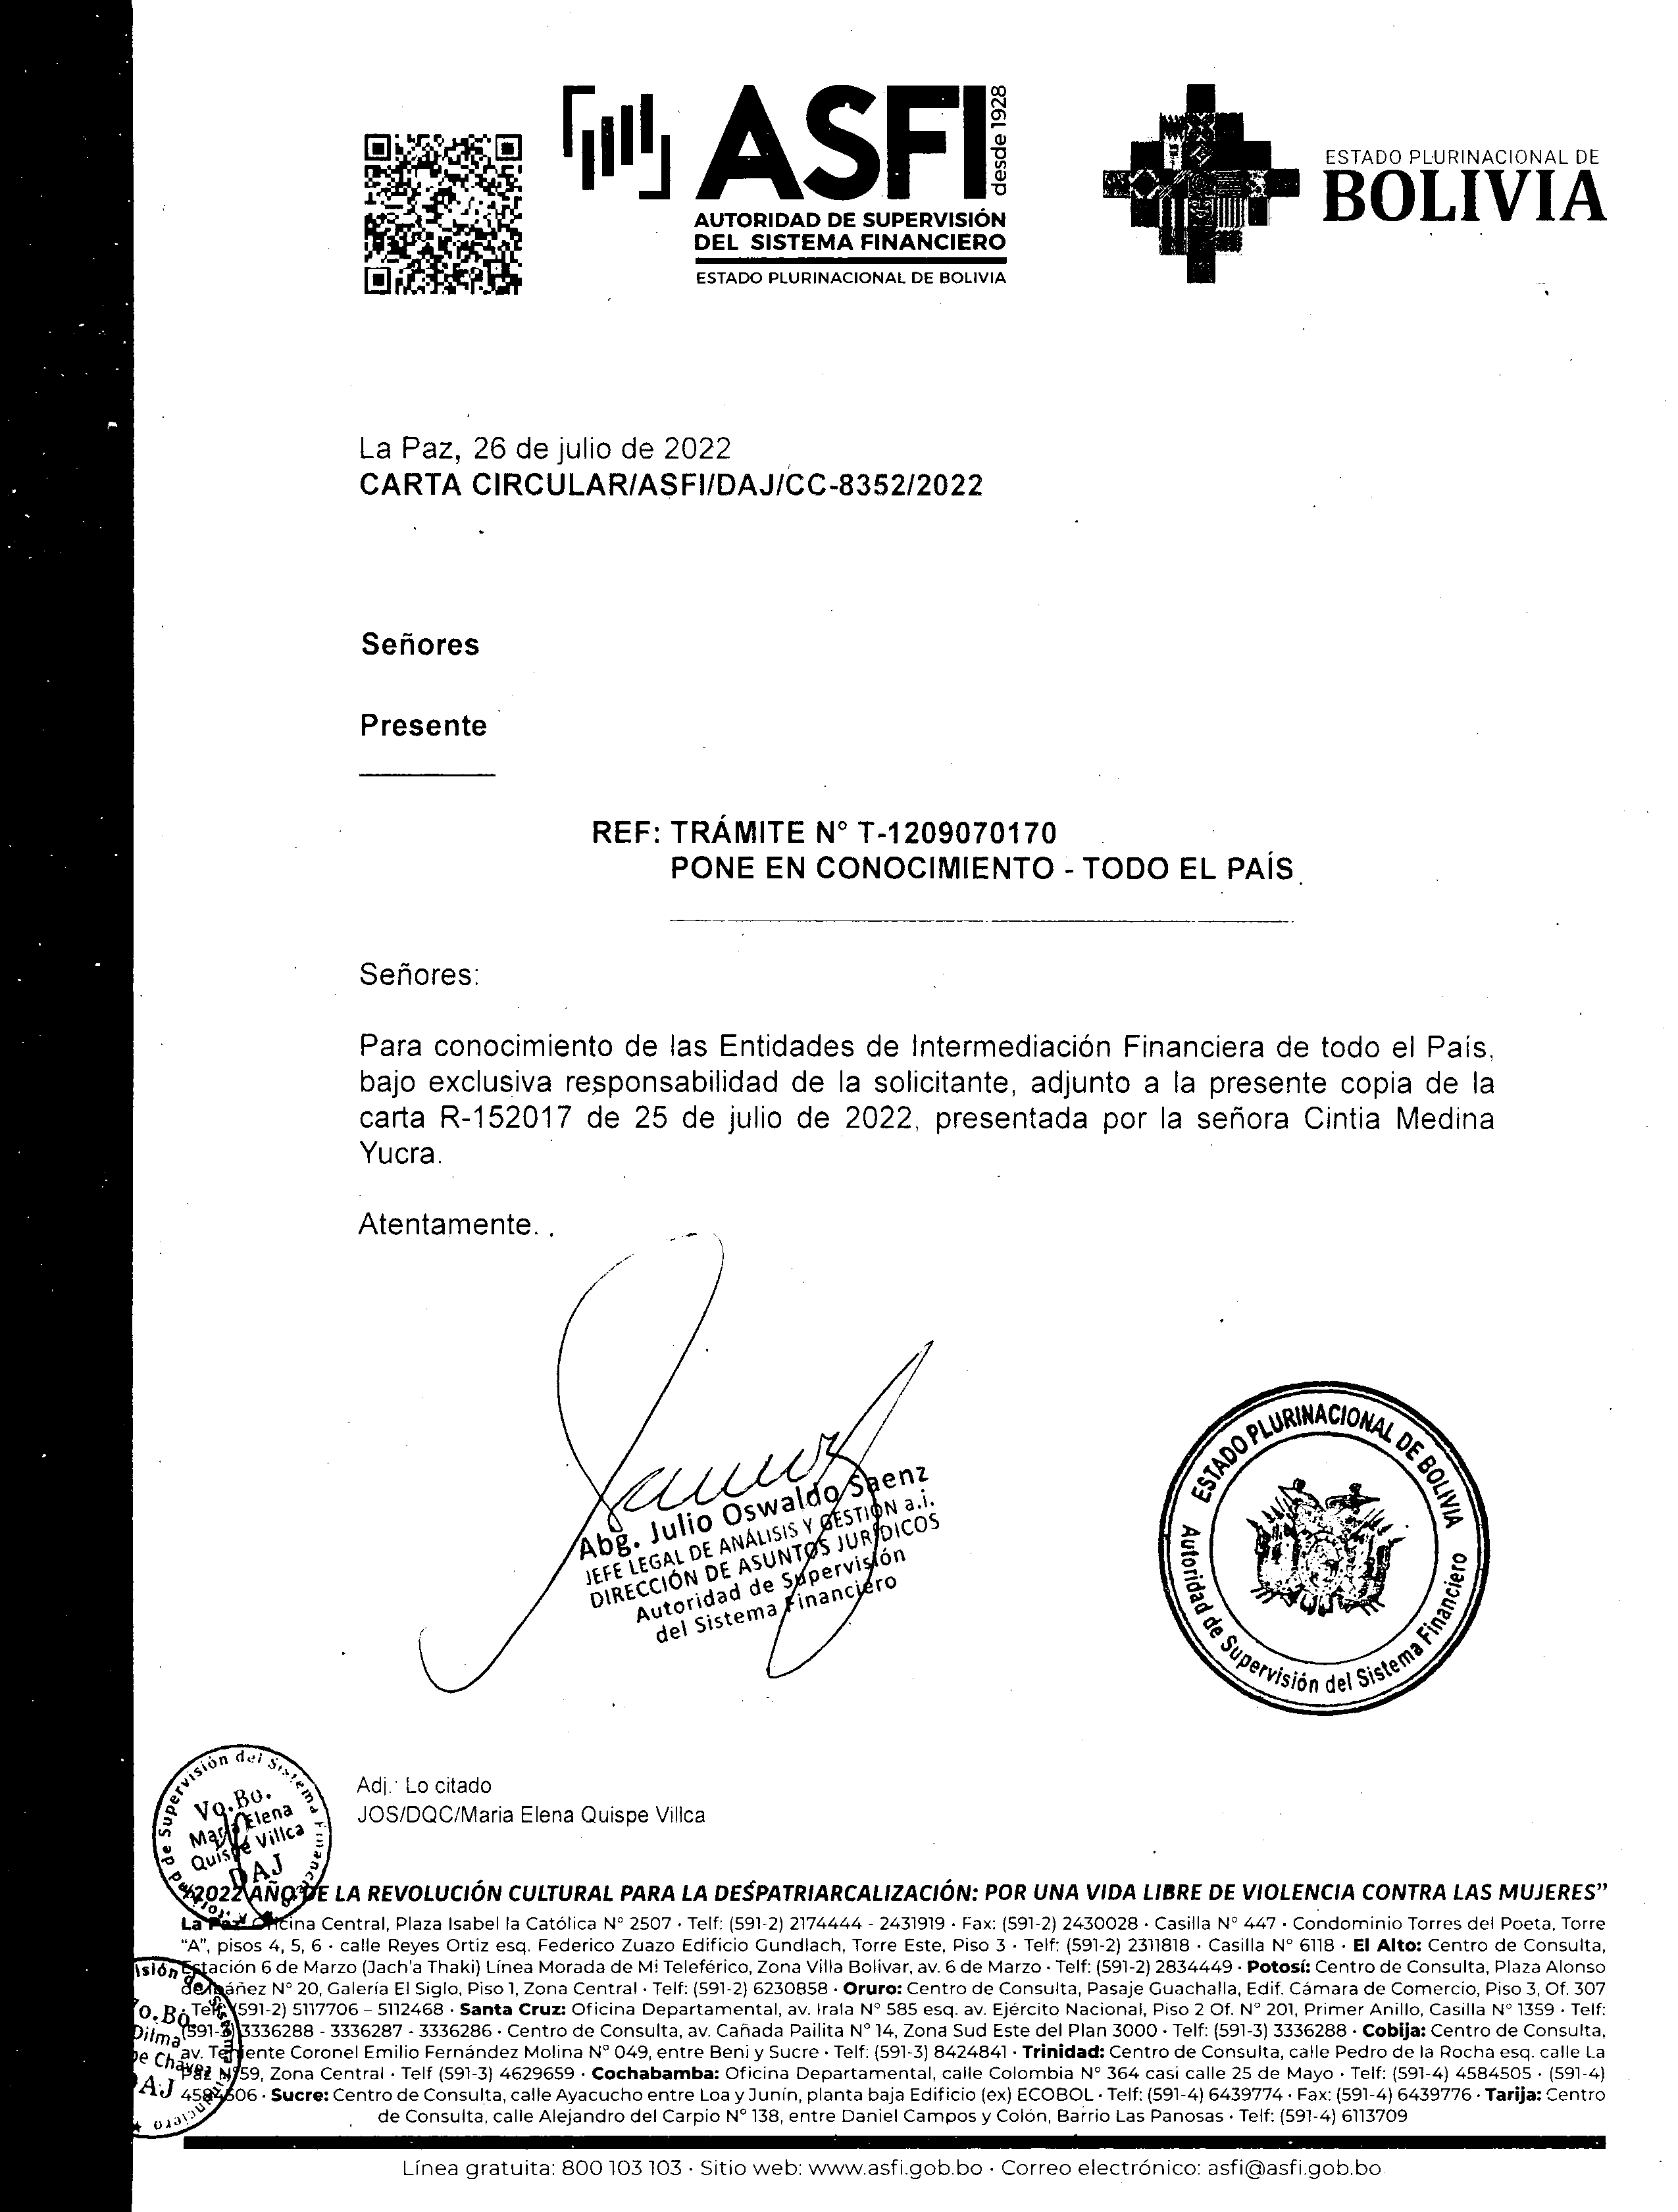 ASFI
desde 1928
AUTORIDAD DE SUPERVISIÓN
DEL SISTEMA FINANCIERO
ESTADO PLURINACIONAL DE BOLIVIA
ESTADO PLURINACIONAL DE
BOLIVIA
La Paz, 26 de julio de 2022
CARTA CIRCULAR/ASFI/DAJ/CC-8352/2022
Señores
Presente
REF: TRÁMITE N° T-1209070170
PONE EN CONOCIMIENTO - TODO EL PAÍS
Señores:
Para conocimiento de las Entidades de Intermediación Financiera de todo el País,
bajo exclusiva responsabilidad de la solicitante, adjunto a la presente copia de la
carta R-152017 de 25 de julio de 2022, presentada por la señora Cintia Medina
Yucra.
Atentamente.
Abg. Julio Oswaldo Saenz
JEFE LEGAL DE ANÁLISIS Y GESTIÓN a.i.
DIRECCIÓN DE ASUNTOS JURÍDICOS
Autoridad de Supervisión
del Sistema Financiero
ESTADO PLURINACIONAL DE BOLIVIA
Autoridad de Supervisión del Sistema Financiero
Adj.: Lo citado
JOS/DQC/Maria Elena Quispe Villca
Vo.Bo.
Maria Elena
Quispe Villca
DAJ
"2022 AÑO DE LA REVOLUCIÓN CULTURAL PARA LA DESPATRIARCALIZACIÓN: POR UNA VIDA LIBRE DE VIOLENCIA CONTRA LAS MUJERES”
La Paz: Oficina Central, Plaza Isabel la Católica N° 2507 · Telf: (591-2) 2174444 - 2431919 · Fax: (591-2) 2430028 · Casilla N° 447 · Condominio Torres del Poeta, Torre
“A”, pisos 4, 5, 6 · calle Reyes Ortiz esq. Federico Zuazo Edificio Gundlach, Torre Este, Piso 3 · Telf: (591-2) 2311818 · Casilla N° 6118 · El Alto: Centro de Consulta,
Estación 6 de Marzo (Jach'a Thaki) Línea Morada de Mi Teleférico, Zona Villa Bolivar, av. 6 de Marzo · Telf: (591-2) 2834449 · Potosí: Centro de Consulta, Plaza Alonso
de Ibáñez N° 20, Galería El Siglo, Piso 1, Zona Central · Telf: (591-2) 6230858 · Oruro: Centro de Consulta, Pasaje Guachalla, Edif. Cámara de Comercio, Piso 3, Of. 307
Telf: (591-2) 5117706 – 5112468 · Santa Cruz: Oficina Departamental, av. Irala N° 585 esq. av. Ejército Nacional, Piso 2 Of. N° 201, Primer Anillo, Casilla N° 1359 · Telf:
(591-3) 3336288 - 3336287 - 3336286 · Centro de Consulta, av. Cañada Pailita N° 14, Zona Sud Este del Plan 3000 · Telf: (591-3) 3336288 · Cobija: Centro de Consulta,
av. Teniente Coronel Emilio Fernández Molina N° 049, entre Beni y Sucre · Telf: (591-3) 8424841 · Trinidad: Centro de Consulta, calle Pedro de la Rocha esq. calle La
Paz N°59, Zona Central · Telf (591-3) 4629659 · Cochabamba: Oficina Departamental, calle Colombia N° 364 casi calle 25 de Mayo · Telf: (591-4) 4584505 · (591-4)
4584506 · Sucre: Centro de Consulta, calle Ayacucho entre Loa y Junín, planta baja Edificio (ex) ECOBOL · Telf: (591-4) 6439774 · Fax: (591-4) 6439776 · Tarija: Centro
de Consulta, calle Alejandro del Carpio N° 138, entre Daniel Campos y Colón, Barrio Las Panosas · Telf: (591-4) 6113709
Línea gratuita: 800 103 103 · Sitio web: www.asfi.gob.bo · Correo electrónico: asfi@asfi.gob.bo